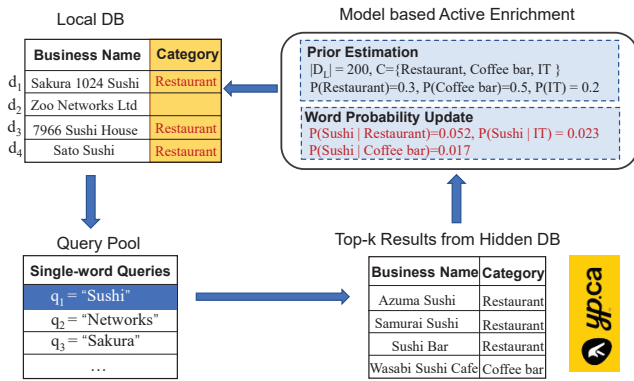 Local DB
Business Name Category
d1 Sakura 1024 Sushi Restaurant
d2 Zoo Networks Ltd
d3 7966 Sushi House Restaurant
d4 Sato Sushi Restaurant
Model based Active Enrichment
Prior Estimation
|DL| = 200, C={Restaurant, Coffee bar, IT }
P(Restaurant)=0.3, P(Coffee bar)=0.5, P(IT) = 0.2
Word Probability Update
P(Sushi | Restaurant)=0.052, P(Sushi | IT) = 0.023
P(Sushi | Coffee bar)=0.017
Query Pool
Single-word Queries
q1 = “Sushi”
q2 = “Networks”
q3 = “Sakura”
…
Top-k Results from Hidden DB
Business Name Category
Azuma Sushi Restaurant
Samurai Sushi Restaurant
Sushi Bar Restaurant
Wasabi Sushi Cafe Coffee bar
yp.ca